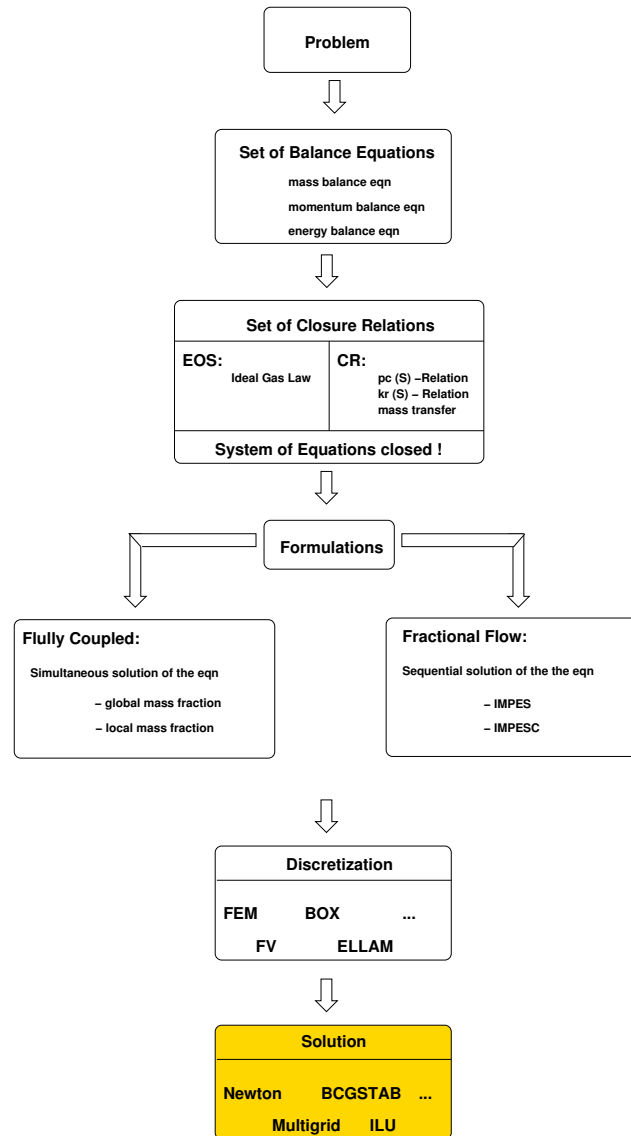 Problem
Set of Balance Equations
mass balance eqn
momentum balance eqn
energy balance eqn
Set of Closure Relations
EOS:
Ideal Gas Law
CR:
pc (S) −Relation
kr (S) − Relation
mass transfer
System of Equations closed !
Formulations
Flully Coupled:
Simultaneous solution of the eqn
− global mass fraction
− local mass fraction
Fractional Flow:
Sequential solution of the the eqn
− IMPES
− IMPESC
Discretization
FEM BOX ...
FV ELLAM
Solution
Newton BCGSTAB ...
Multigrid ILU